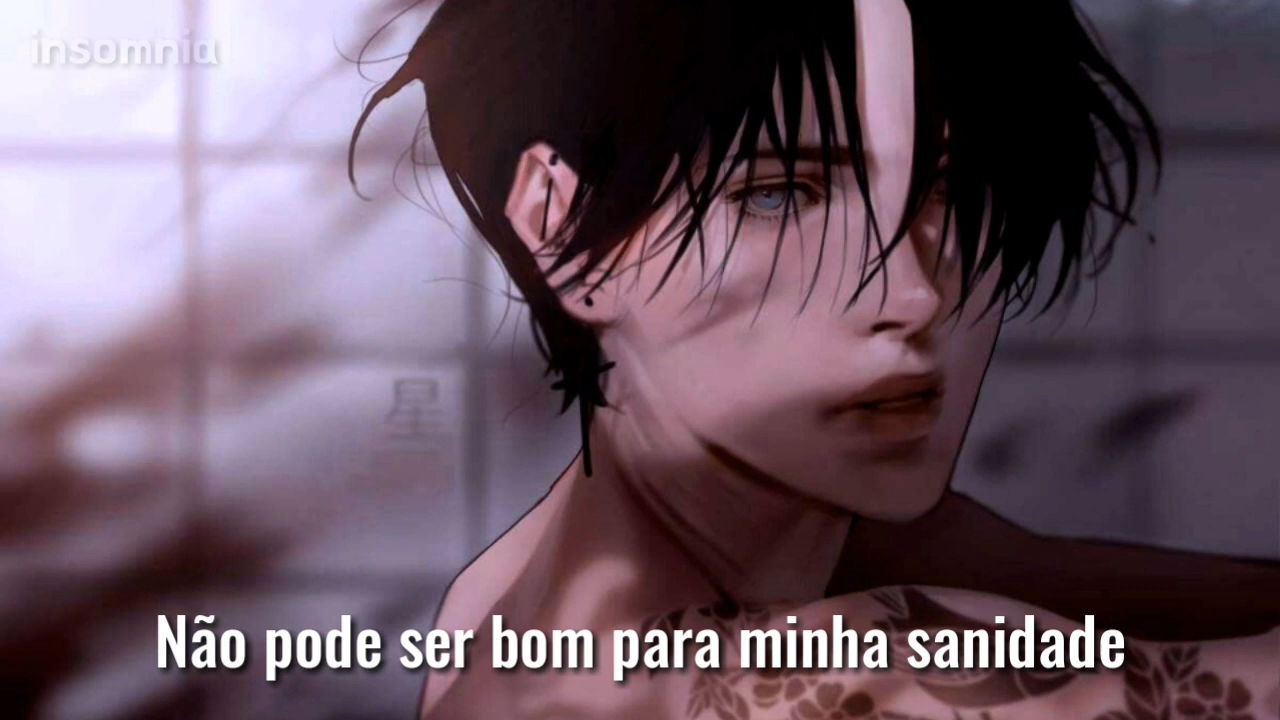 insomnia
星
Não pode ser bom para minha sanidade